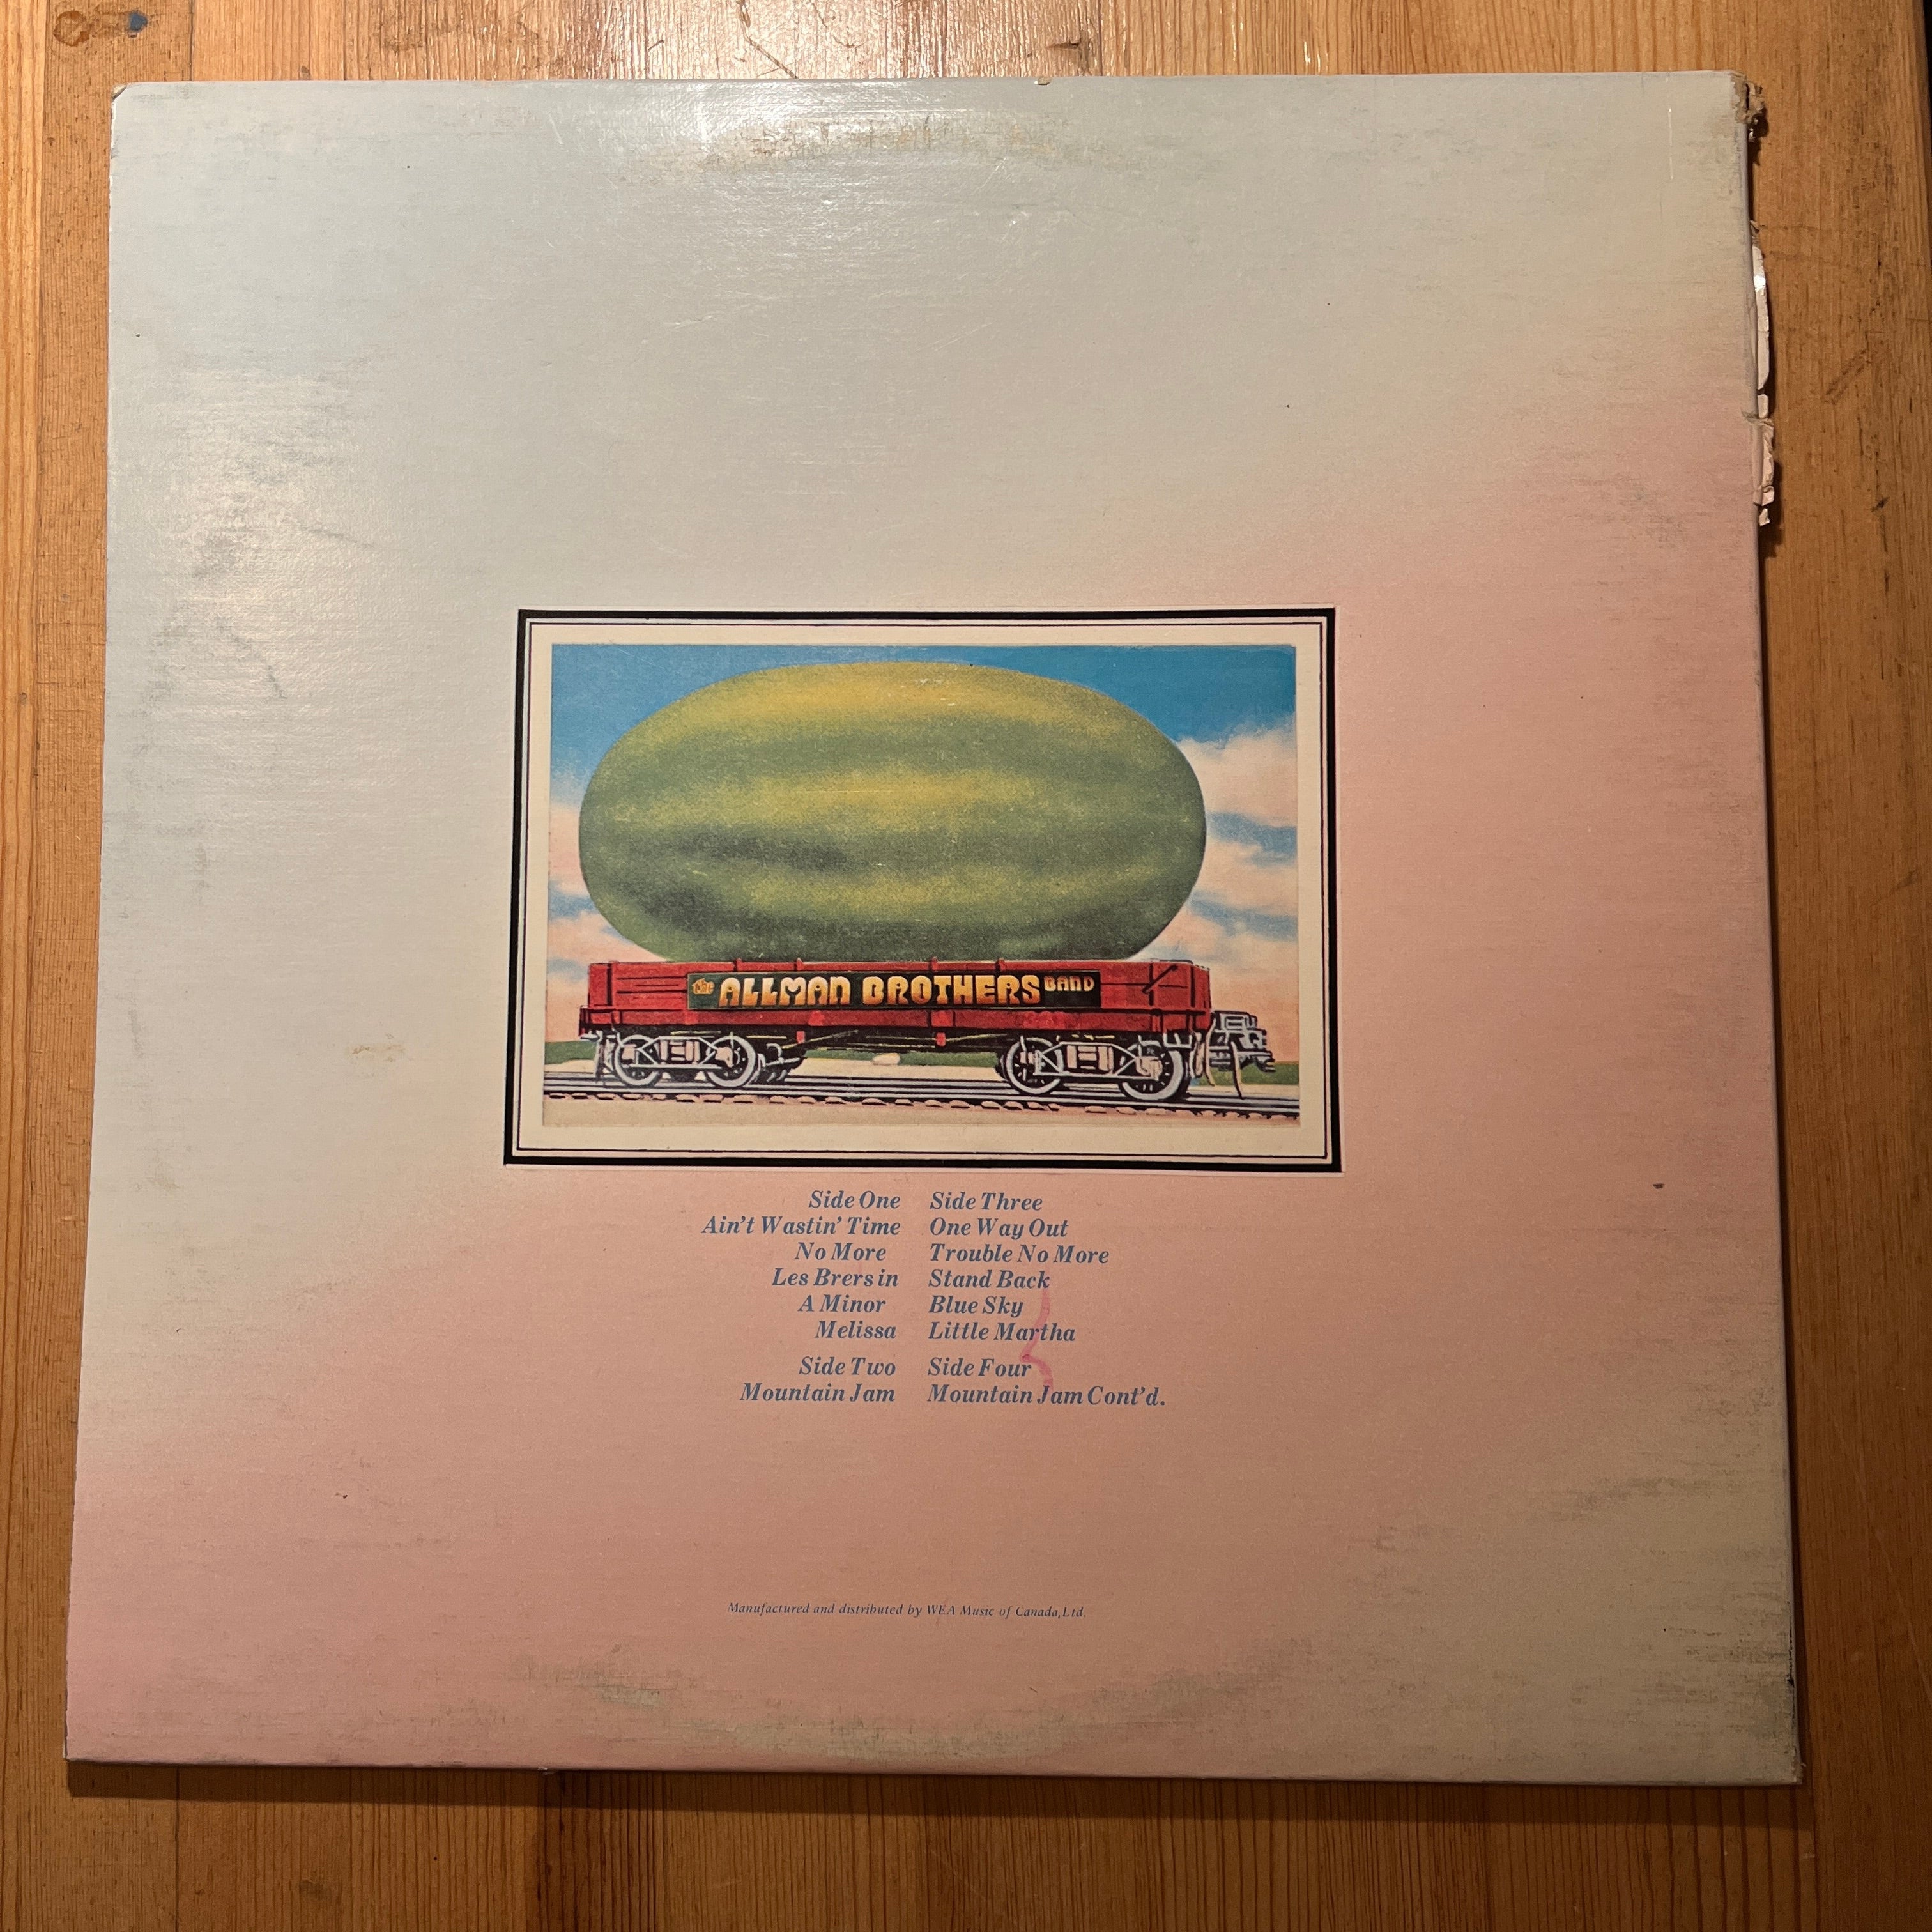 the ALLMAN BROTHERS BAND
Side One
Ain't Wastin' Time
No More
Les Brers in
A Minor
Melissa
Side Two
Mountain Jam
Side Three
One Way Out
Trouble No More
Stand Back
Blue Sky
Little Martha
Side Four
Mountain Jam Cont'd.
Manufactured and distributed by WEA Music of Canada, Ltd.